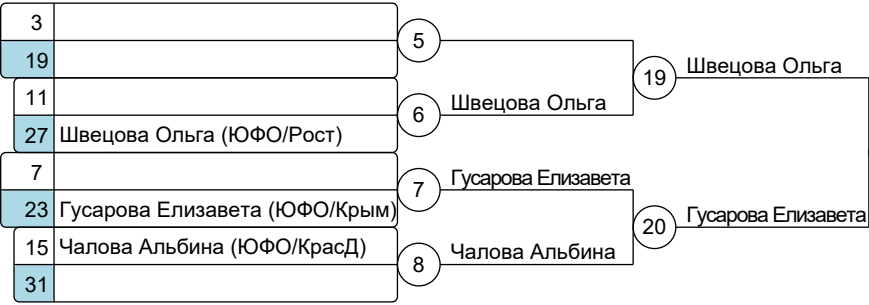 3
5
19
19 Швецова Ольга
11
6 Швецова Ольга
27 Швецова Ольга (ЮФО/Рост)
7
7 Гусарова Елизавета
23 Гусарова Елизавета (ЮФО/Крым)
20 Гусарова Елизавета
15 Чалова Альбина (ЮФО/КрасД)
8 Чалова Альбина
31